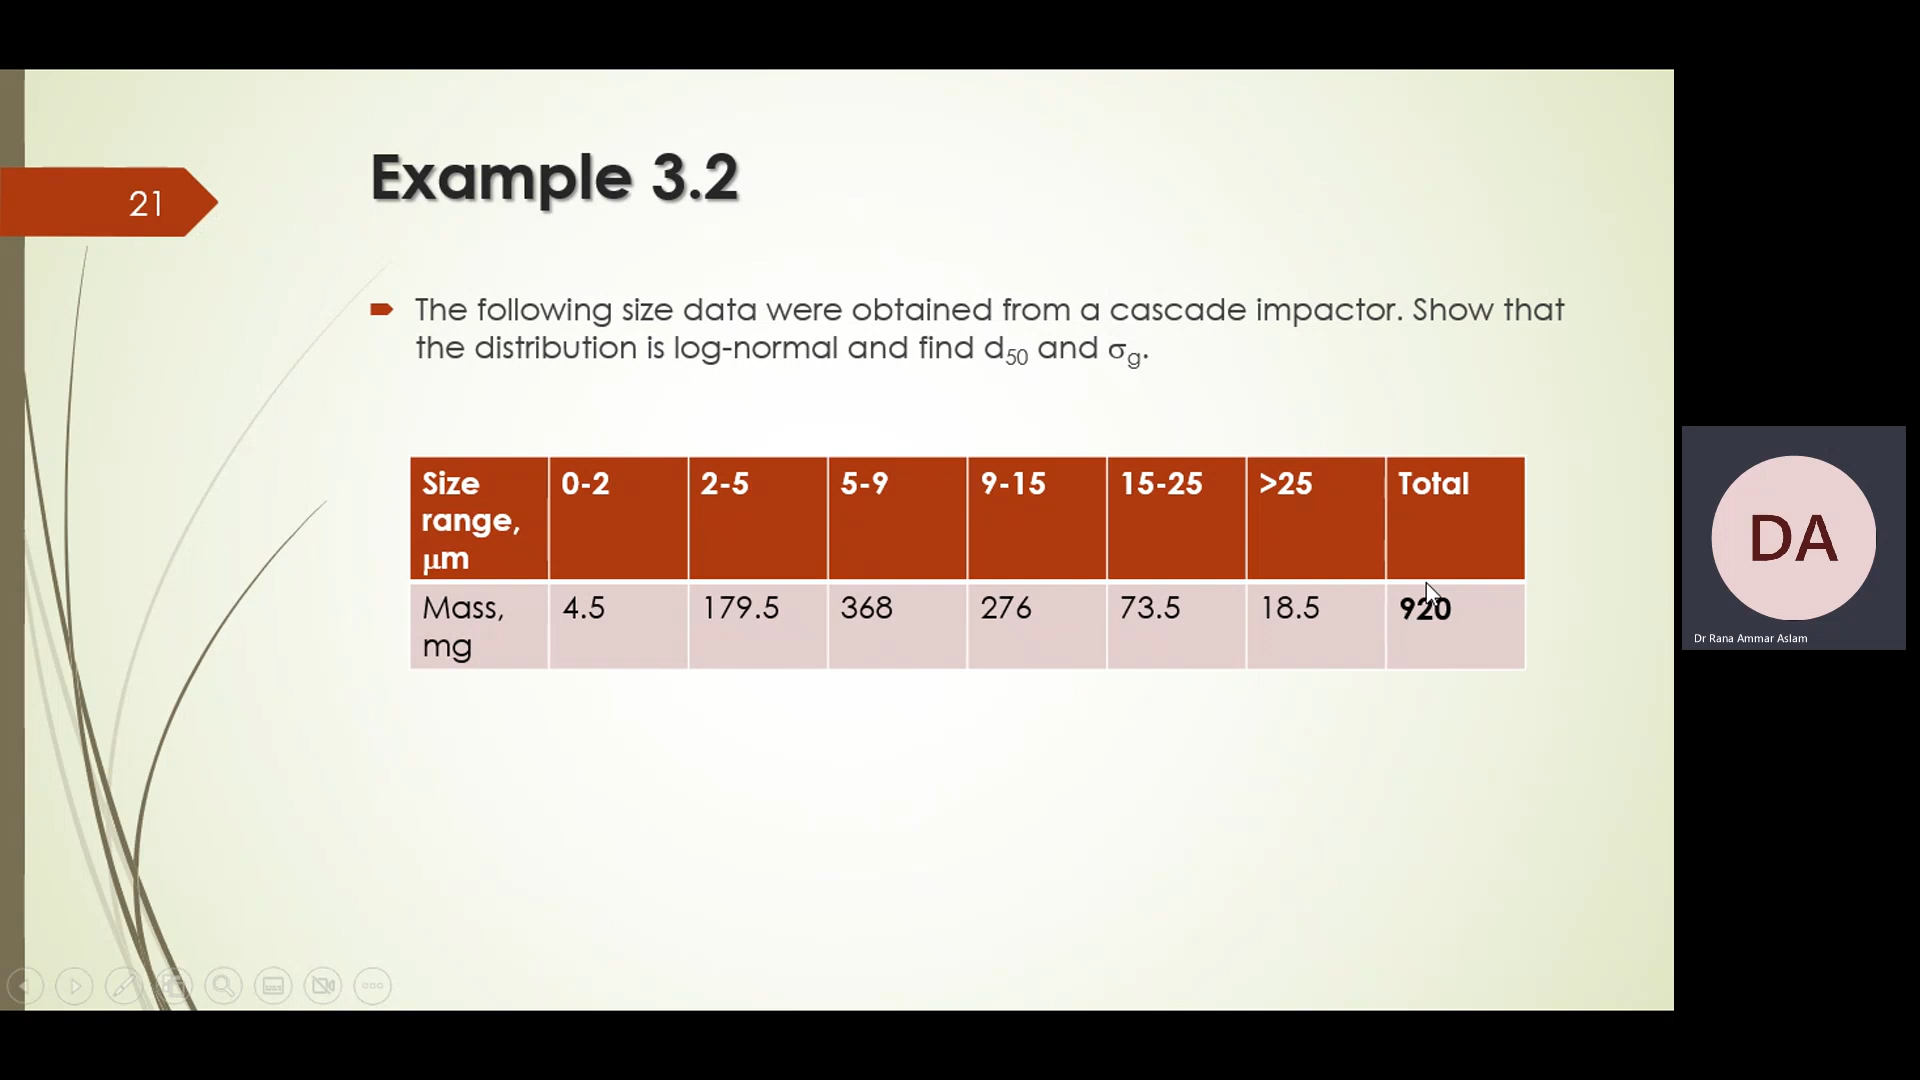 21
Example 3.2
The following size data were obtained from a cascade impactor. Show that
the distribution is log-normal and find d50 and σg.
Size range, μm 0-2 2-5 5-9 9-15 15-25 >25 Total
Mass, mg 4.5 179.5 368 276 73.5 18.5 920
DA
Dr Rana Ammar Aslam